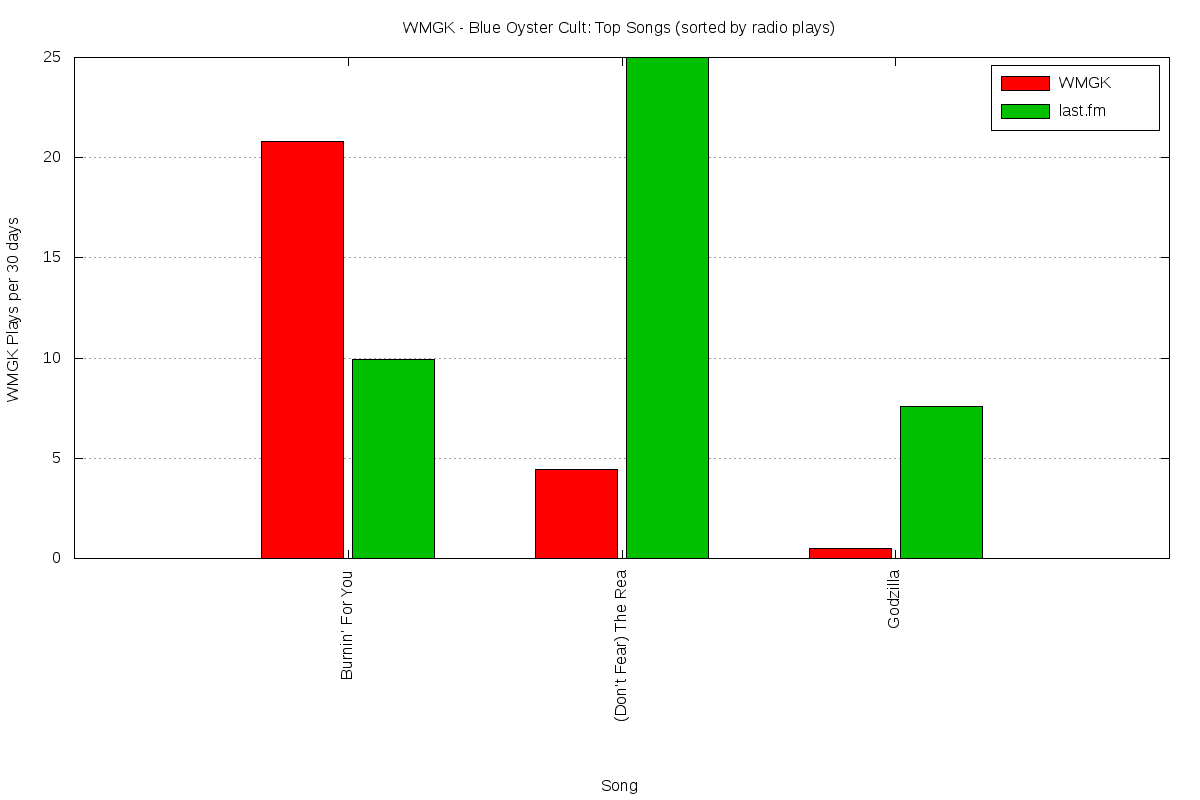 WMGK - Blue Oyster Cult: Top Songs (sorted by radio plays)
WMGK
last.fm
25
20
15
10
5
0
WMGK Plays per 30 days
Burnin' For You
(Don't Fear) The Rea
Godzilla
Song